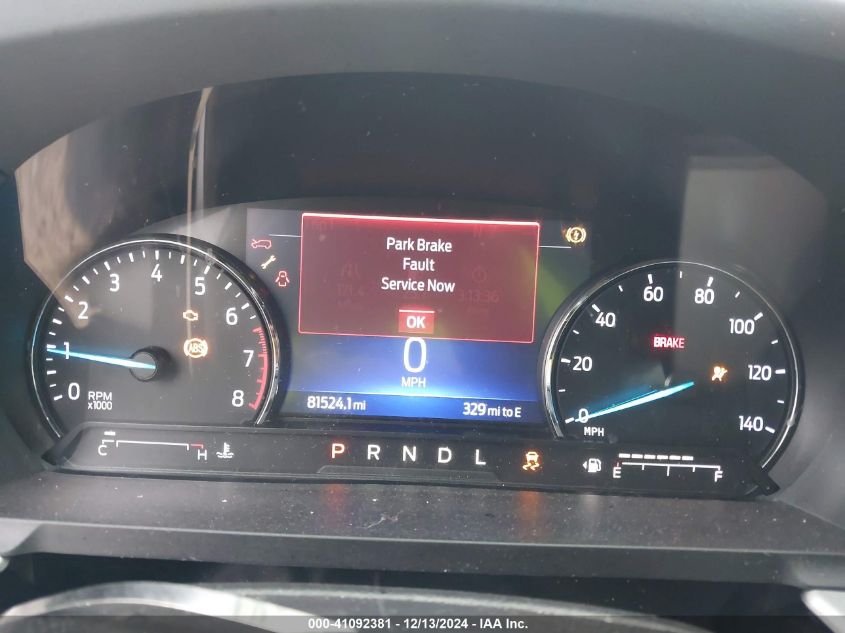 Park Brake
Fault
Service Now
OK
0
MPH
81524.1 mi
329 mi to E
0 1 2 3 4 5 6 7 8
RPM
x1000
ABS
0 20 40 60 80 100 120 140
MPH
BRAKE
C H
P R N D L
E F
000-41092381 - 12/13/2024 - IAA Inc.